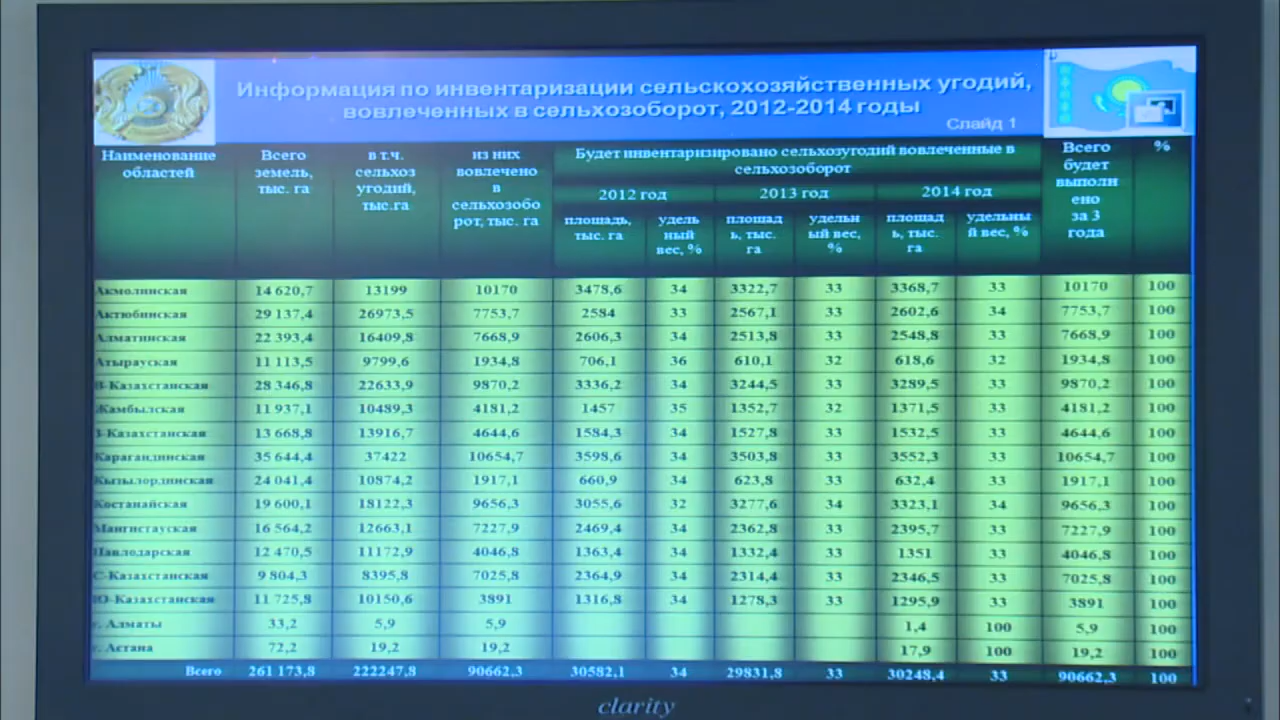 Информация по инвентаризации сельскохозяйственных угодий,
вовлеченных в сельхозоборот, 2012-2014 годы
Слайд 1
Наименование областей | Всего земель, тыс. га | в т.ч. сельхоз угодий, тыс.га | из них вовлечено в сельхозобо рот, тыс. га | Будет инвентаризировано сельхозугодий вовлеченные в сельхозоборот | Всего будет выполн ено за 3 года | %
2012 год | 2013 год | 2014 год
площадь, тыс. га | удель ный вес, % | площад ь, тыс. га | удельн ый вес, % | площад ь, тыс. га | удельны й вес, %
Акмолинская 14 620,7 13199 10170 3478,6 34 3322,7 33 3368,7 33 10170 100
Актюбинская 29 137,4 26973,5 7753,7 2584 33 2567,1 33 2602,6 34 7753,7 100
Алматинская 22 393,4 16409,8 7668,9 2606,3 34 2513,8 33 2548,8 33 7668,9 100
Атырауская 11 113,5 9799,6 1934,8 706,1 36 610,1 32 618,6 32 1934,8 100
В-Казахстанская 28 346,8 22633,9 9870,2 3336,2 34 3244,5 33 3289,5 33 9870,2 100
Жамбылская 11 937,1 10489,3 4181,2 1457 35 1352,7 32 1371,5 33 4181,2 100
З-Казахстанская 13 668,8 13916,7 4644,6 1584,3 34 1527,8 33 1532,5 33 4644,6 100
Карагандинская 35 644,4 37422 10654,7 3598,6 34 3503,8 33 3552,3 33 10654,7 100
Кызылординская 24 041,4 10874,2 1917,1 660,9 34 623,8 33 632,4 33 1917,1 100
Костанайская 19 600,1 18122,3 9656,3 3055,6 32 3277,6 34 3323,1 34 9656,3 100
Мангистауская 16 564,2 12663,1 7227,9 2469,4 34 2362,8 33 2395,7 33 7227,9 100
Павлодарская 12 470,5 11172,9 4046,8 1363,4 34 1332,4 33 1351 33 4046,8 100
С-Казахстанская 9 804,3 8395,8 7025,8 2364,9 34 2314,4 33 2346,5 33 7025,8 100
Ю-Казахстанская 11 725,8 10150,6 3891 1316,8 34 1278,3 33 1295,9 33 3891 100
г. Алматы 33,2 5,9 5,9 1,4 100 5,9 100
г. Астана 72,2 19,2 19,2 17,9 100 19,2 100
Всего 261 173,8 222247,8 90662,3 30582,1 34 29831,8 33 30248,4 33 90662,3 100
clarity